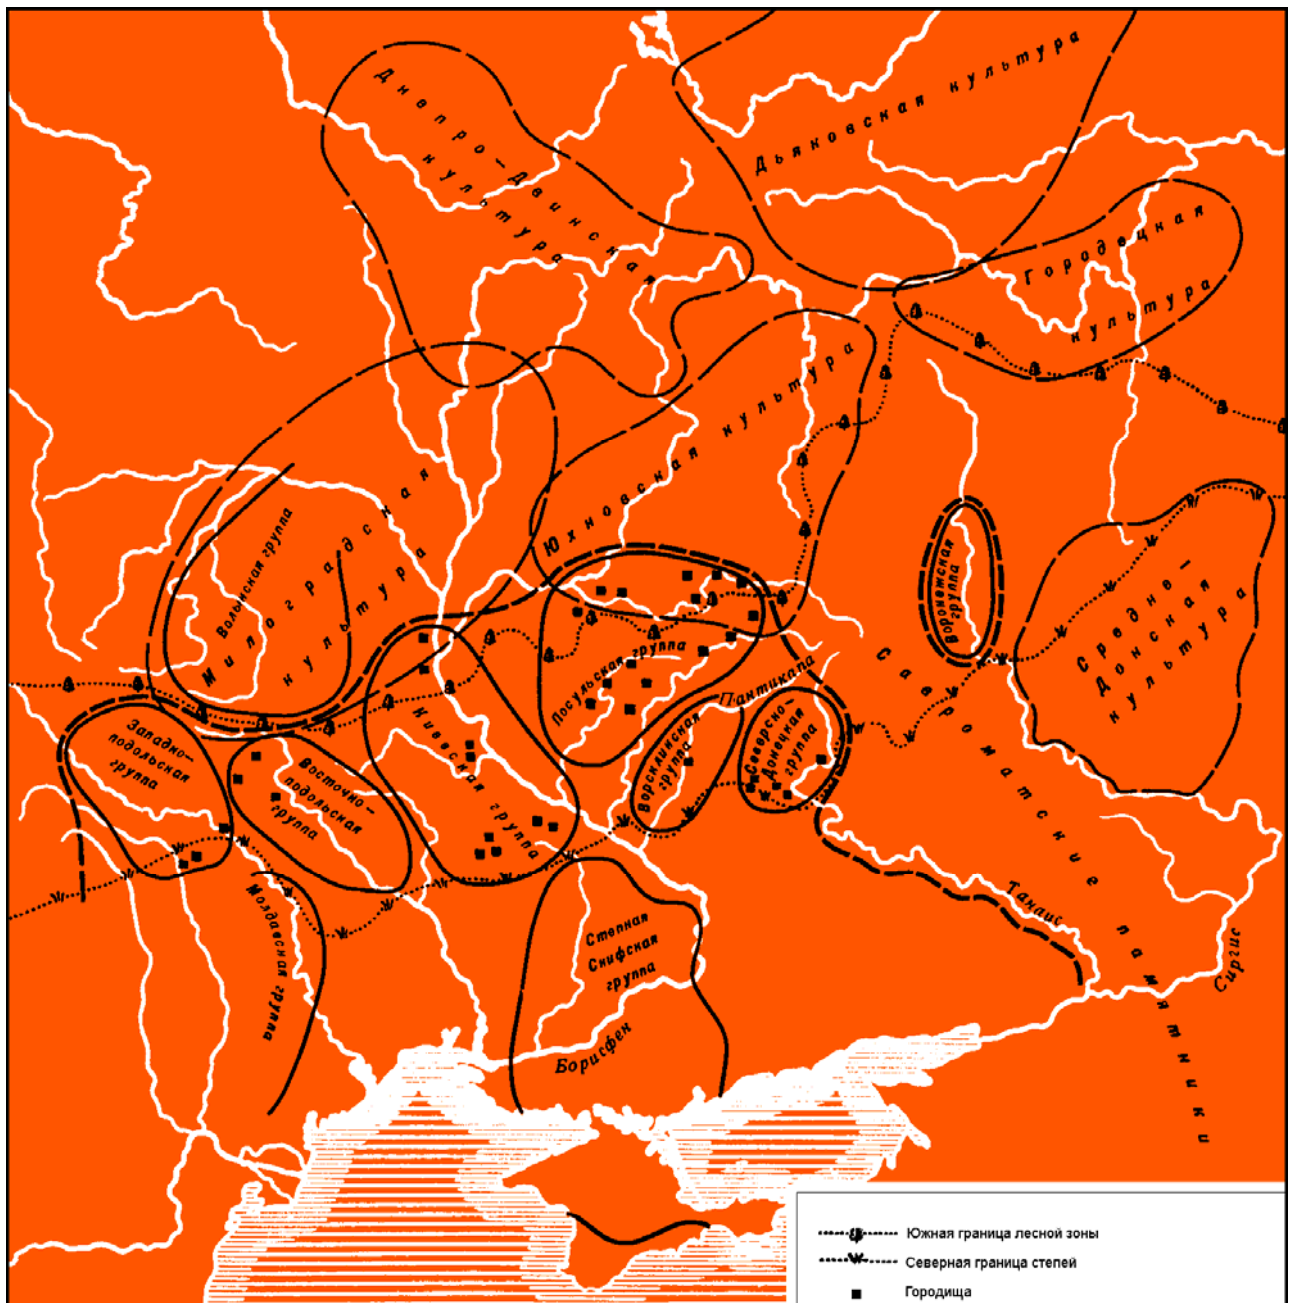 Днепро-Двинская
культура
Дьяковская культура
Городецкая
культура
Юхновская культура
Милоградская
культура
Волынская группа
Воронежская
группа
Средне-
Донская
культура
Савроматские памятники
Посульская группа
Пантикапа
Ворсклинская
группа
Северско-
Донецкая
группа
Киевская группа
Западно-
подольская
группа
Восточно-
подольская
группа
Молдавская группа
Степная
Скифская
группа
Борисфен
Танаис
Сиргис
Южная граница лесной зоны
Северная граница степей
Городища